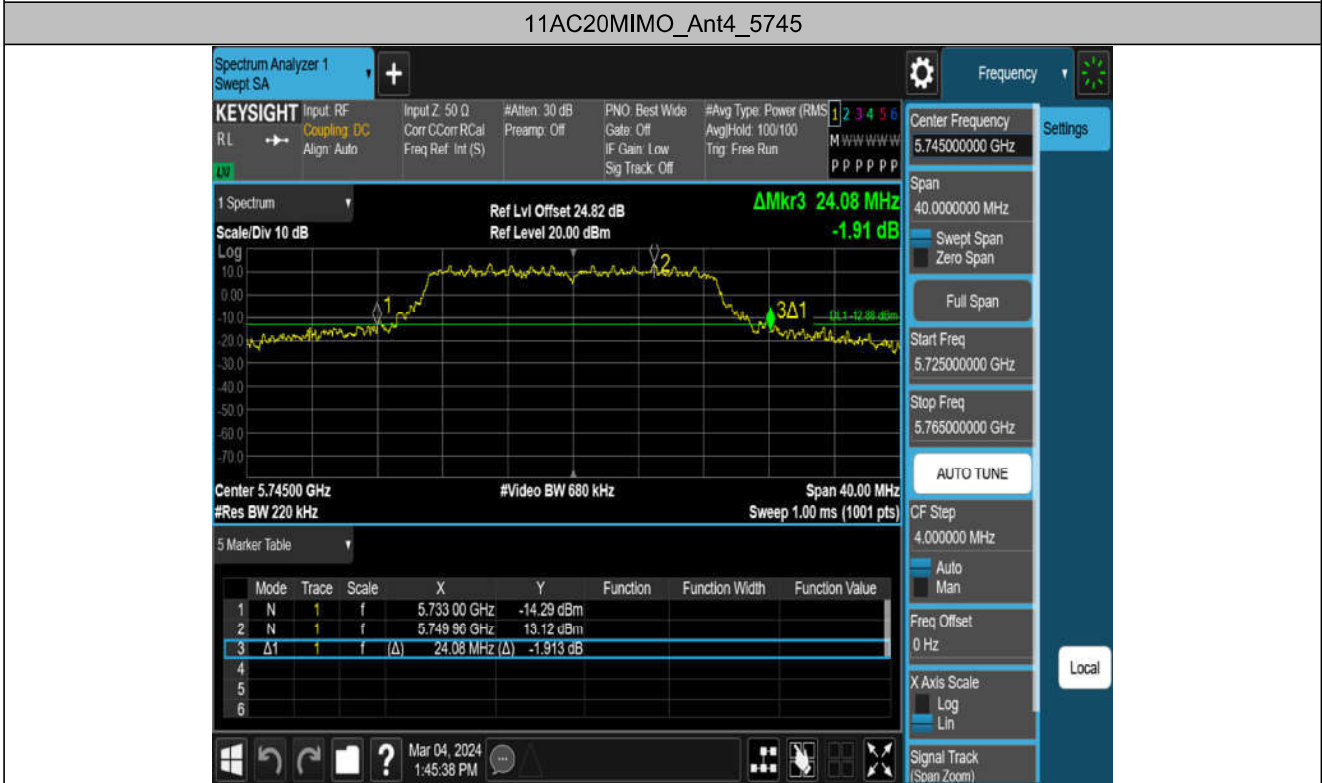 11AC20MIMO_Ant4_5745
Spectrum Analyzer 1
Swept SA
+
Frequency
KEYSIGHT
RL
LXI
Input: RF
Coupling: DC
Align: Auto
Input Z: 50 Ω
Corr CCorr RCal
Freq Ref: Int (S)
#Atten: 30 dB
Preamp: Off
PNO: Best Wide
Gate: Off
IF Gain: Low
Sig Track: Off
#Avg Type: Power (RMS
Avg|Hold: 100/100
Trig: Free Run
1 2 3 4 5 6
M W W W W W
P P P P P P
Center Frequency
5.745000000 GHz
Settings
Span
40.0000000 MHz
Swept Span
Zero Span
Full Span
Start Freq
5.725000000 GHz
Stop Freq
5.765000000 GHz
AUTO TUNE
CF Step
4.000000 MHz
Auto
Man
Freq Offset
0 Hz
X Axis Scale
Log
Lin
Signal Track
(Span Zoom)
Local
1 Spectrum
Scale/Div 10 dB
Ref Lvl Offset 24.82 dB
Ref Level 20.00 dBm
ΔMkr3 24.08 MHz
-1.91 dB
Log
10.0
0.00
-10.0
-20.0
-30.0
-40.0
-50.0
-60.0
-70.0
1
2
3Δ1
DL1 -12.88 dBm
Center 5.74500 GHz
#Video BW 680 kHz
Span 40.00 MHz
#Res BW 220 kHz
Sweep 1.00 ms (1001 pts)
5 Marker Table
Mode Trace Scale X Y Function Function Width Function Value
1 N 1 f 5.733 00 GHz -14.29 dBm
2 N 1 f 5.749 96 GHz 13.12 dBm
3 Δ1 1 f (Δ) 24.08 MHz (Δ) -1.913 dB
4
5
6
?
Mar 04, 2024
1:45:38 PM